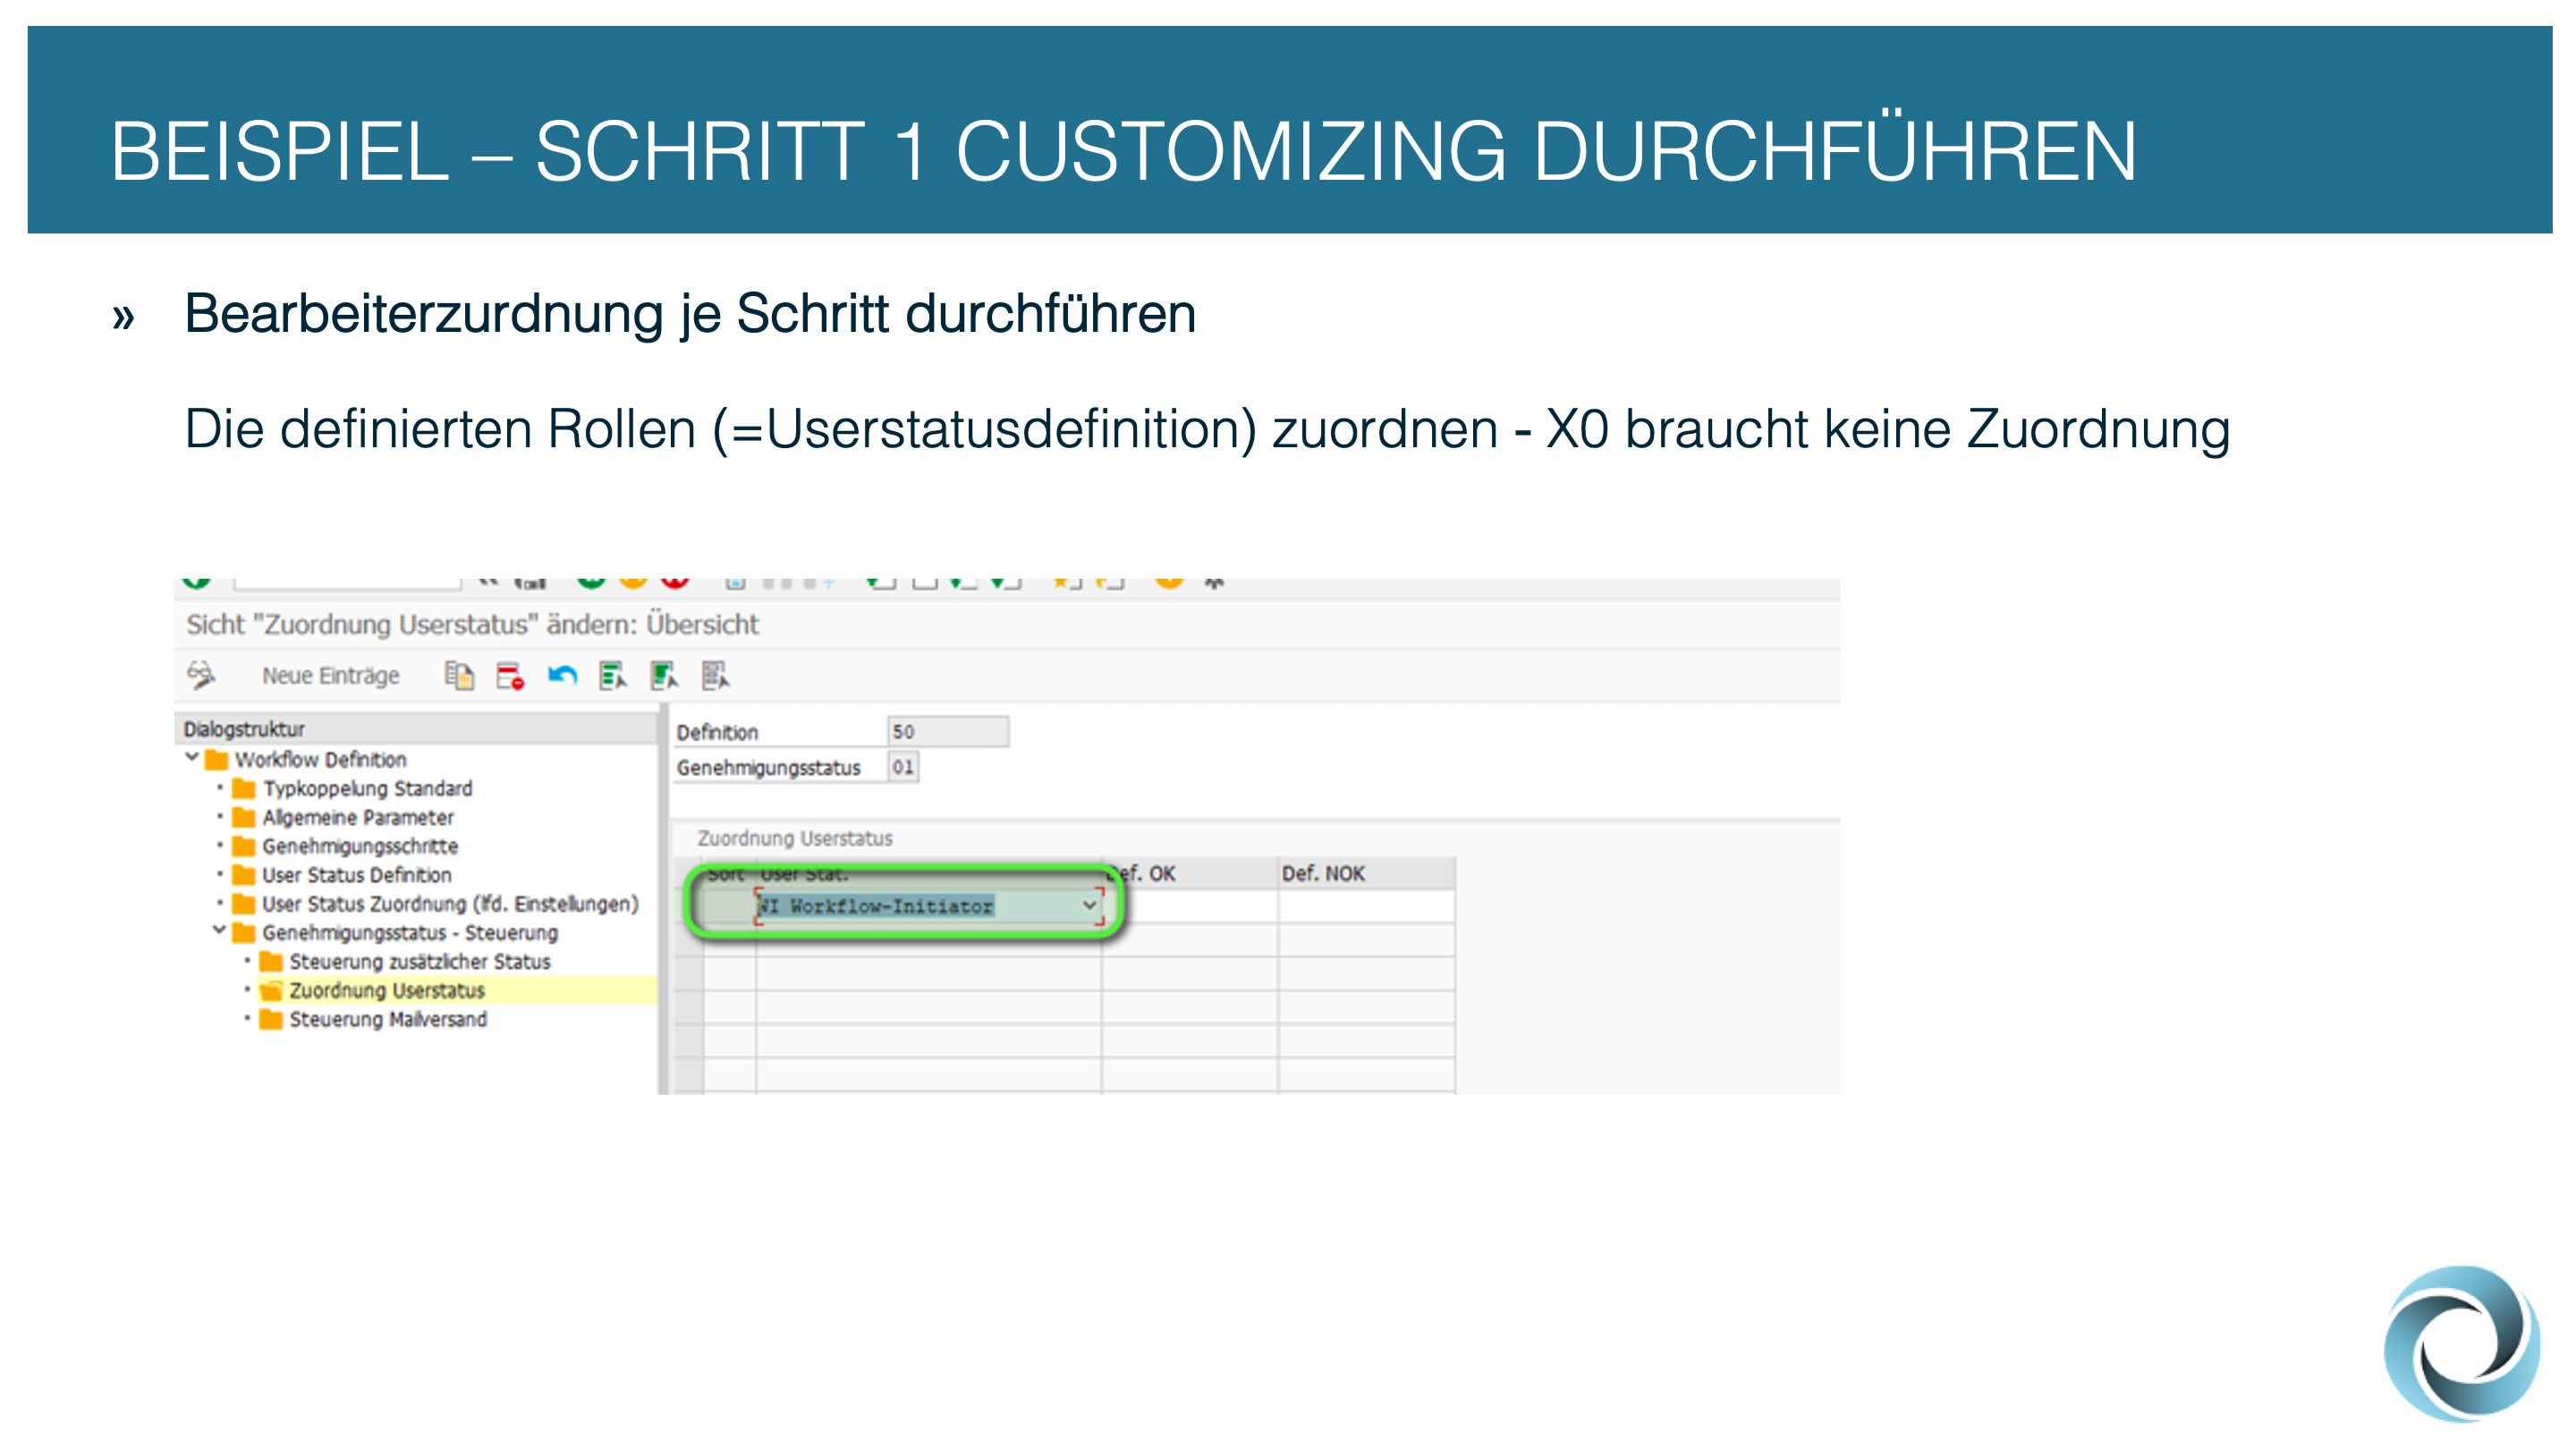 BEISPIEL – SCHRITT 1 CUSTOMIZING DURCHFÜHREN
» Bearbeiterzurdnung je Schritt durchführen
Die definierten Rollen (=Userstatusdefinition) zuordnen - X0 braucht keine Zuordnung
Sicht "Zuordnung Userstatus" ändern: Übersicht
Neue Einträge
Dialogstruktur
Workflow Definition
Typkoppelung Standard
Allgemeine Parameter
Genehmigungsschritte
User Status Definition
User Status Zuordnung (lfd. Einstellungen)
Genehmigungsstatus - Steuerung
Steuerung zusätzlicher Status
Zuordnung Userstatus
Steuerung Mailversand
Definition 50
Genehmigungsstatus 01
Zuordnung Userstatus
Sort User Stat. Def. OK Def. NOK
WI Workflow-Initiator